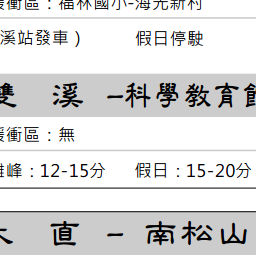 緩衝區：福林國小-海光新村
溪站發車） 假日停駛
雙 溪 –科學教育館
緩衝區：無
離峰：12-15分 假日：15-20分
大 直 – 南松山